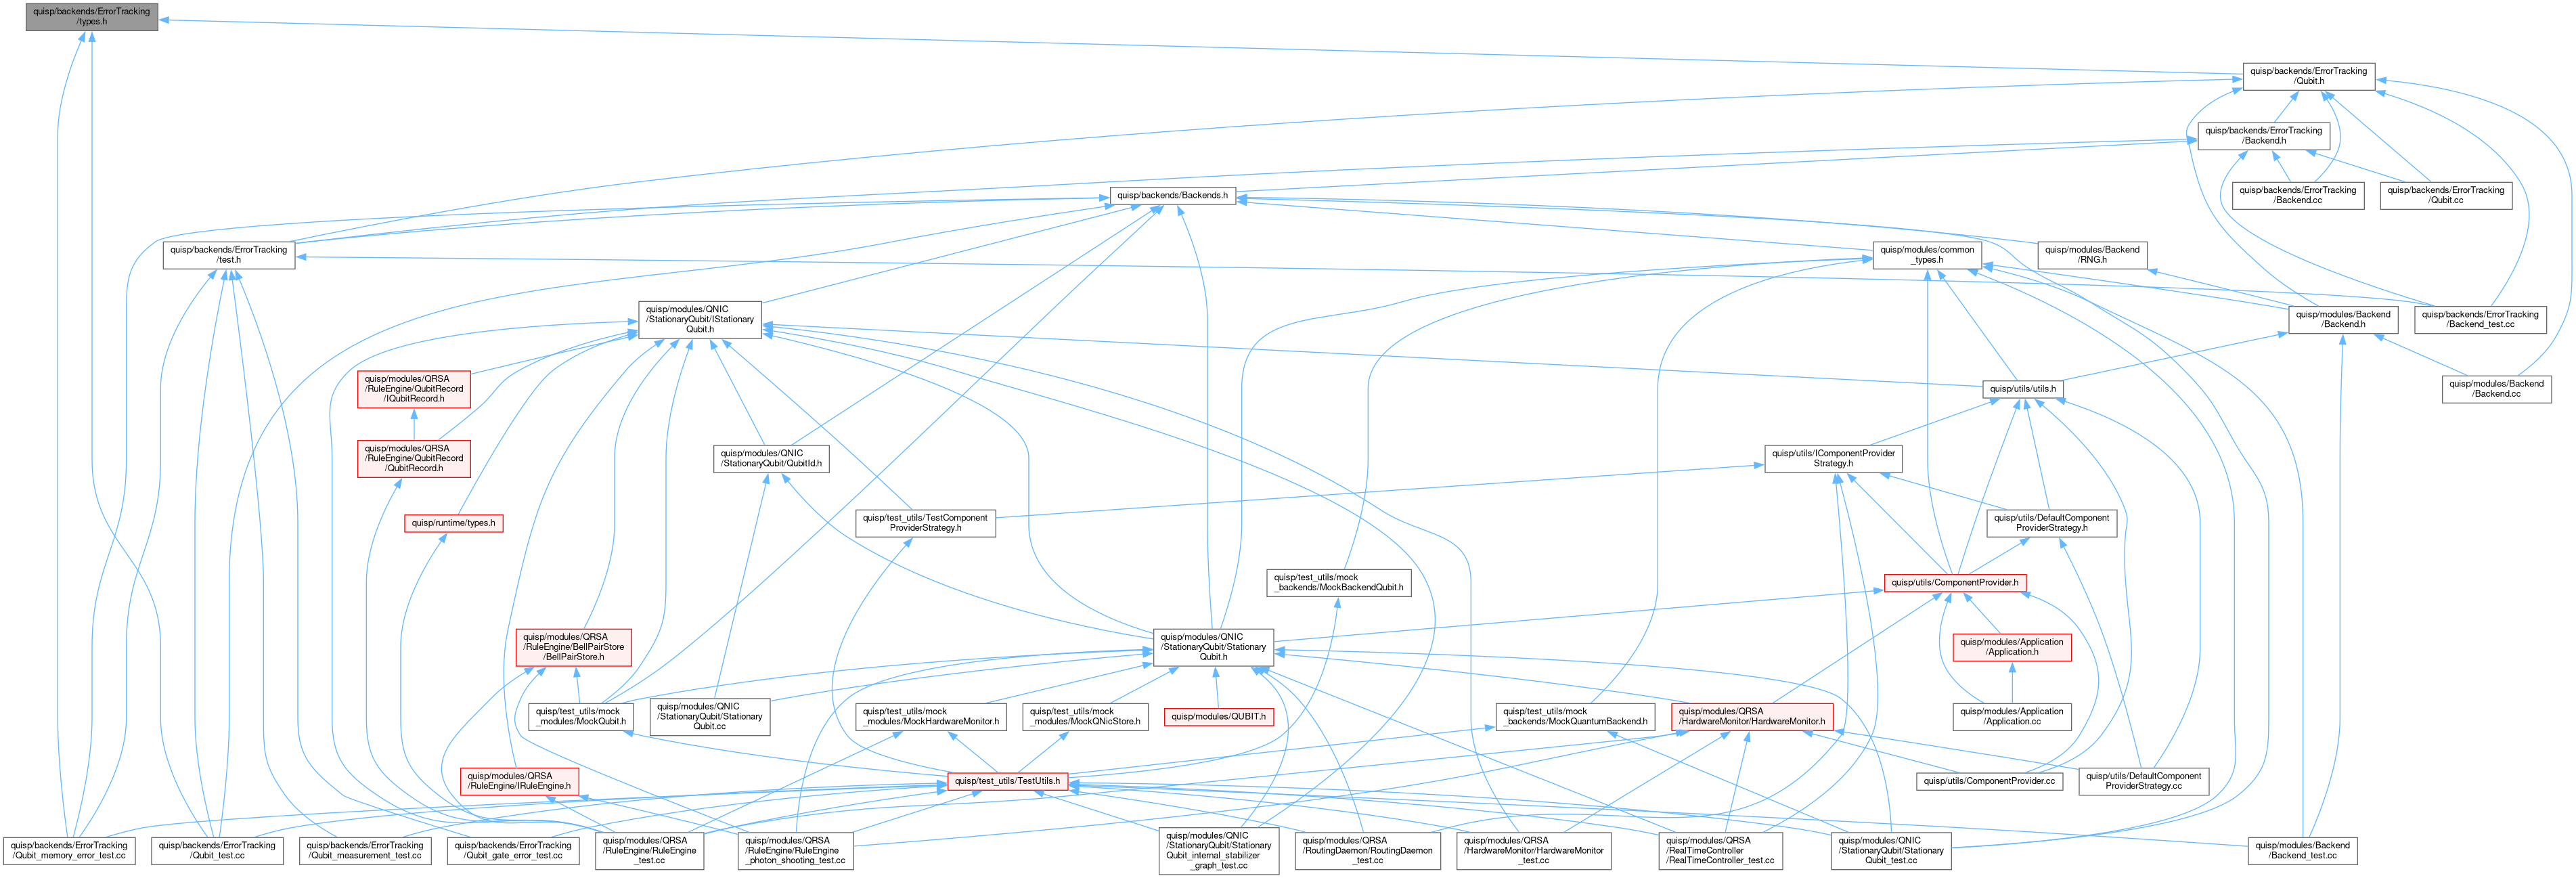 quisp/backends/ErrorTracking
/types.h
quisp/backends/ErrorTracking
/Qubit.h
quisp/backends/ErrorTracking
/Backend.h
quisp/backends/Backends.h
quisp/backends/ErrorTracking
/Backend.cc
quisp/backends/ErrorTracking
/Qubit.cc
quisp/backends/ErrorTracking
/test.h
quisp/modules/common
_types.h
quisp/modules/Backend
/RNG.h
quisp/modules/QNIC
/StationaryQubit/IStationary
Qubit.h
quisp/modules/Backend
/Backend.h
quisp/backends/ErrorTracking
/Backend_test.cc
quisp/modules/QRSA
/RuleEngine/QubitRecord
/IQubitRecord.h
quisp/utils/utils.h
quisp/modules/Backend
/Backend.cc
quisp/modules/QRSA
/RuleEngine/QubitRecord
/QubitRecord.h
quisp/modules/QNIC
/StationaryQubit/QubitId.h
quisp/utils/IComponentProvider
Strategy.h
quisp/runtime/types.h
quisp/test_utils/TestComponent
ProviderStrategy.h
quisp/utils/DefaultComponent
ProviderStrategy.h
quisp/test_utils/mock
_backends/MockBackendQubit.h
quisp/utils/ComponentProvider.h
quisp/modules/QRSA
/RuleEngine/BellPairStore
/BellPairStore.h
quisp/modules/QNIC
/StationaryQubit/Stationary
Qubit.h
quisp/modules/Application
/Application.h
quisp/test_utils/mock
_modules/MockQubit.h
quisp/modules/QNIC
/StationaryQubit/Stationary
Qubit.cc
quisp/test_utils/mock
_modules/MockHardwareMonitor.h
quisp/test_utils/mock
_modules/MockQNicStore.h
quisp/modules/QUBIT.h
quisp/test_utils/mock
_backends/MockQuantumBackend.h
quisp/modules/QRSA
/HardwareMonitor/HardwareMonitor.h
quisp/modules/Application
/Application.cc
quisp/modules/QRSA
/RuleEngine/IRuleEngine.h
quisp/test_utils/TestUtils.h
quisp/utils/ComponentProvider.cc
quisp/utils/DefaultComponent
ProviderStrategy.cc
quisp/backends/ErrorTracking
/Qubit_memory_error_test.cc
quisp/backends/ErrorTracking
/Qubit_test.cc
quisp/backends/ErrorTracking
/Qubit_measurement_test.cc
quisp/backends/ErrorTracking
/Qubit_gate_error_test.cc
quisp/modules/QRSA
/RuleEngine/RuleEngine
_test.cc
quisp/modules/QRSA
/RuleEngine/RuleEngine
_photon_shooting_test.cc
quisp/modules/QNIC
/StationaryQubit/Stationary
Qubit_internal_stabilizer
_graph_test.cc
quisp/modules/QRSA
/RoutingDaemon/RoutingDaemon
_test.cc
quisp/modules/QRSA
/HardwareMonitor/HardwareMonitor
_test.cc
quisp/modules/QRSA
/RealTimeController
/RealTimeController_test.cc
quisp/modules/QNIC
/StationaryQubit/Stationary
Qubit_test.cc
quisp/modules/Backend
/Backend_test.cc